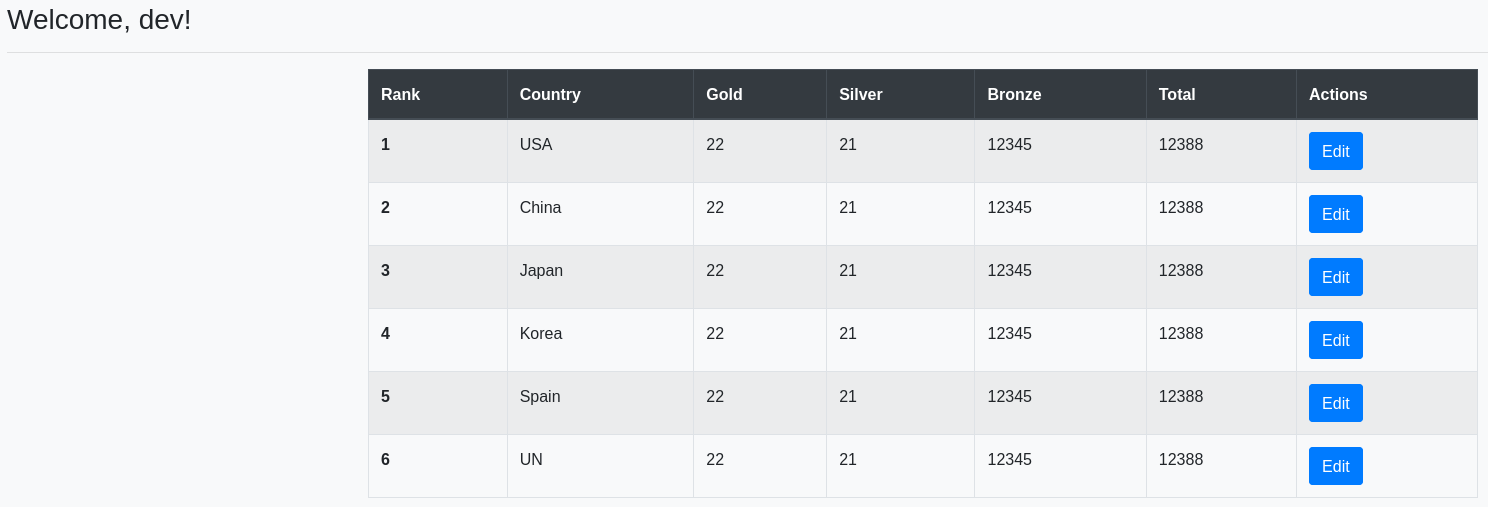 Welcome, dev!
Rank Country Gold Silver Bronze Total Actions
1 USA 22 21 12345 12388 Edit
2 China 22 21 12345 12388 Edit
3 Japan 22 21 12345 12388 Edit
4 Korea 22 21 12345 12388 Edit
5 Spain 22 21 12345 12388 Edit
6 UN 22 21 12345 12388 Edit